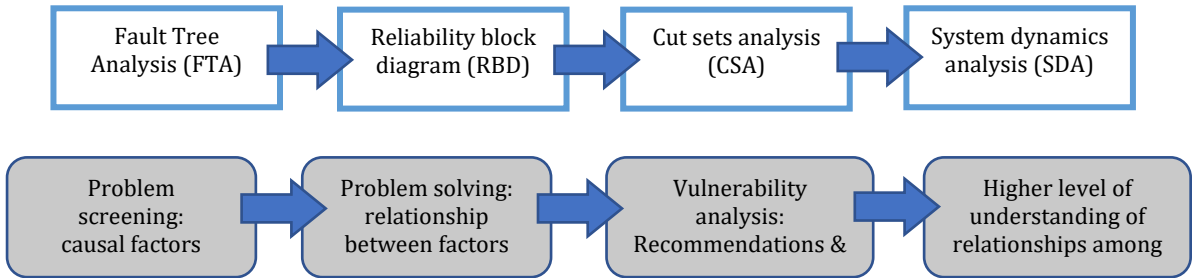 Fault Tree
Analysis (FTA)
Reliability block
diagram (RBD)
Cut sets analysis
(CSA)
System dynamics
analysis (SDA)
Problem
screening:
causal factors
Problem solving:
relationship
between factors
Vulnerability
analysis:
Recommendations &
Higher level of
understanding of
relationships among